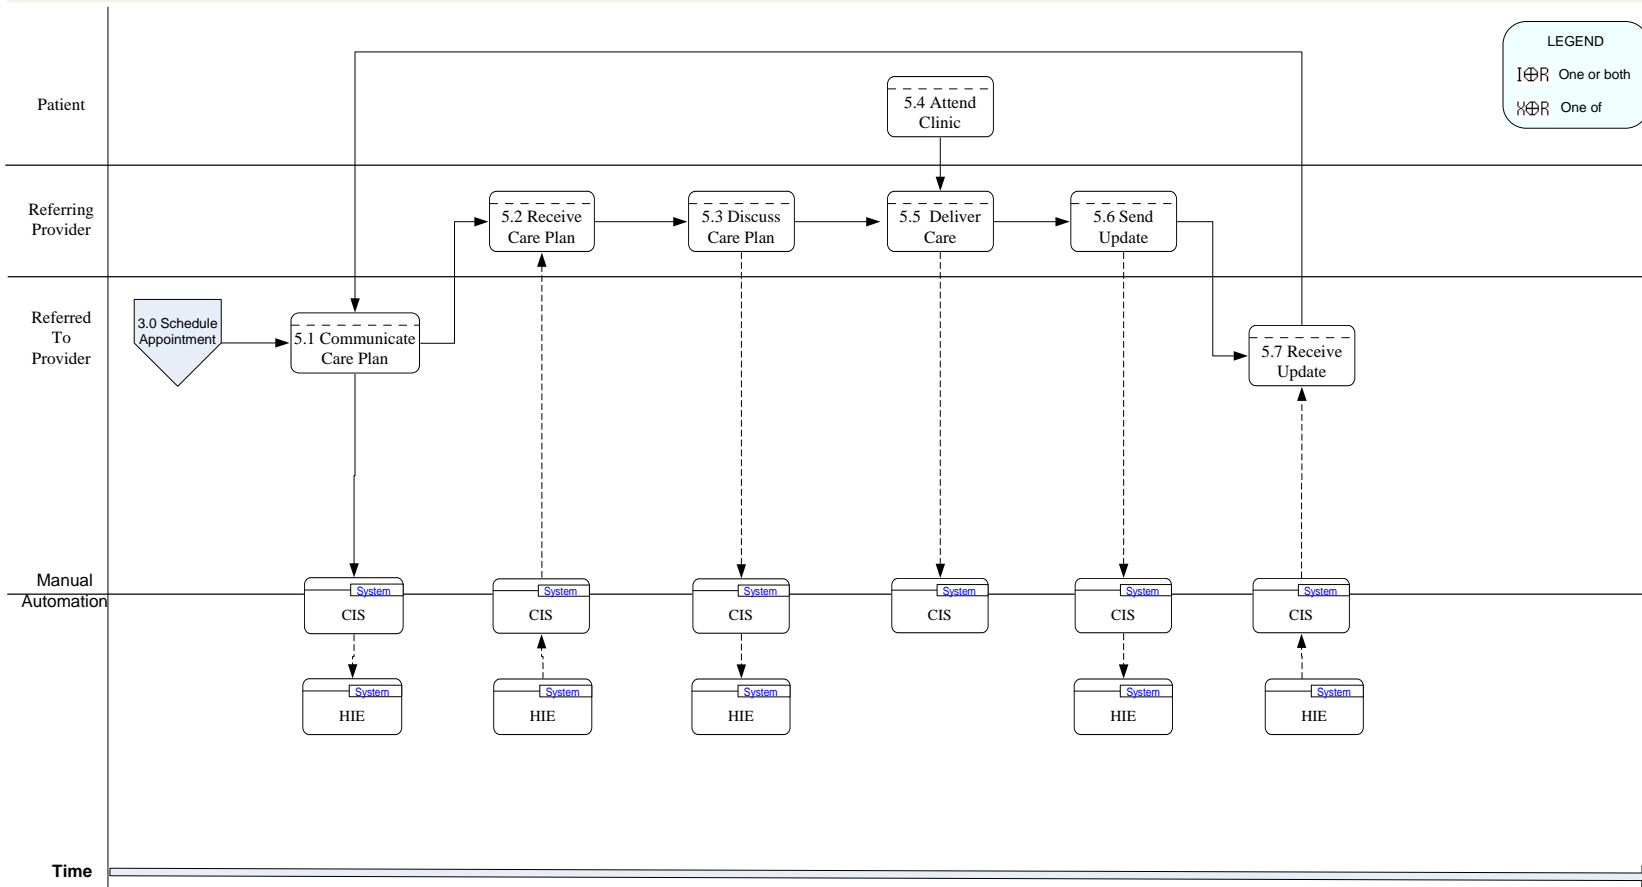 LEGEND
IOR One or both
XOR One of
Patient
5.4 Attend
Clinic
Referring
Provider
5.2 Receive
Care Plan
5.3 Discuss
Care Plan
5.5 Deliver
Care
5.6 Send
Update
Referred
To
Provider
3.0 Schedule
Appointment
5.1 Communicate
Care Plan
5.7 Receive
Update
Manual
Automation
System
CIS
System
CIS
System
CIS
System
CIS
System
CIS
System
CIS
System
HIE
System
HIE
System
HIE
System
HIE
System
HIE
Time